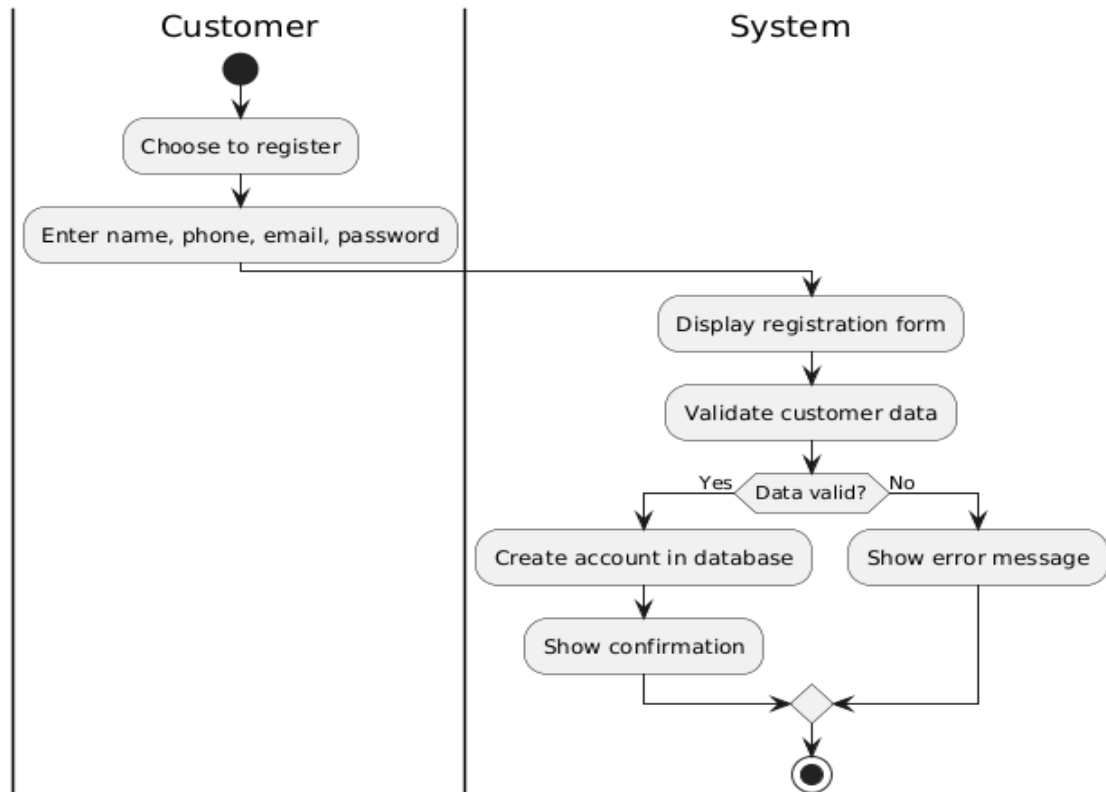 Customer
System
Choose to register
Enter name, phone, email, password
Display registration form
Validate customer data
Yes
Data valid?
No
Create account in database
Show error message
Show confirmation